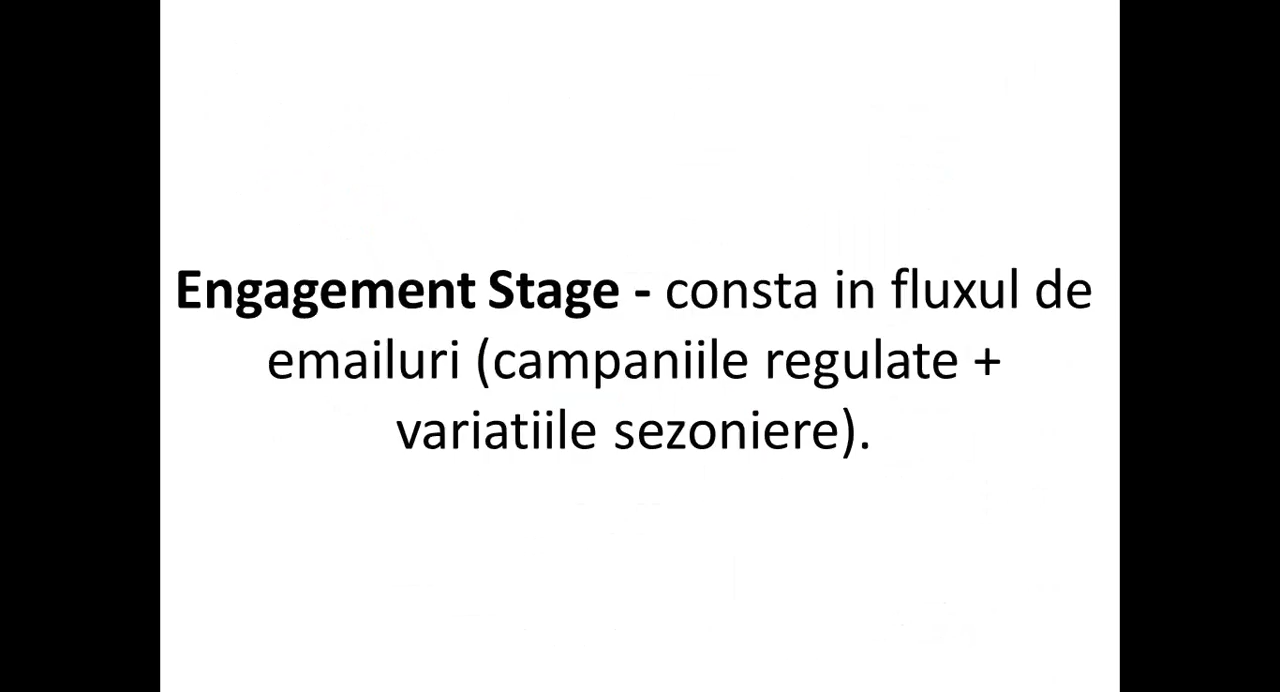 Engagement Stage - consta in fluxul de
emailuri (campaniile regulate +
variatiile sezoniere).